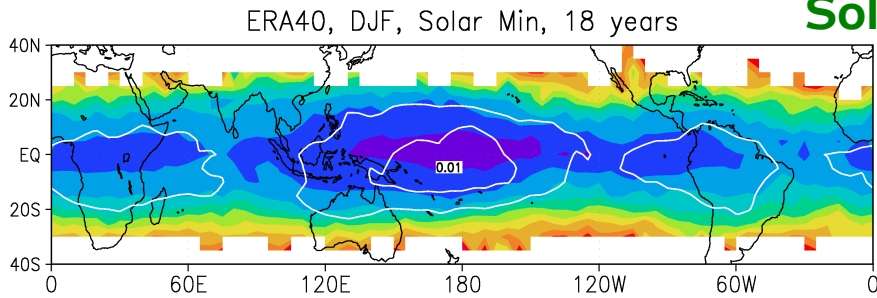 ERA40, DJF, Solar Min, 18 years
Sol
40N
20N
EQ
20S
40S
0.01
0 60E 120E 180 120W 60W 0